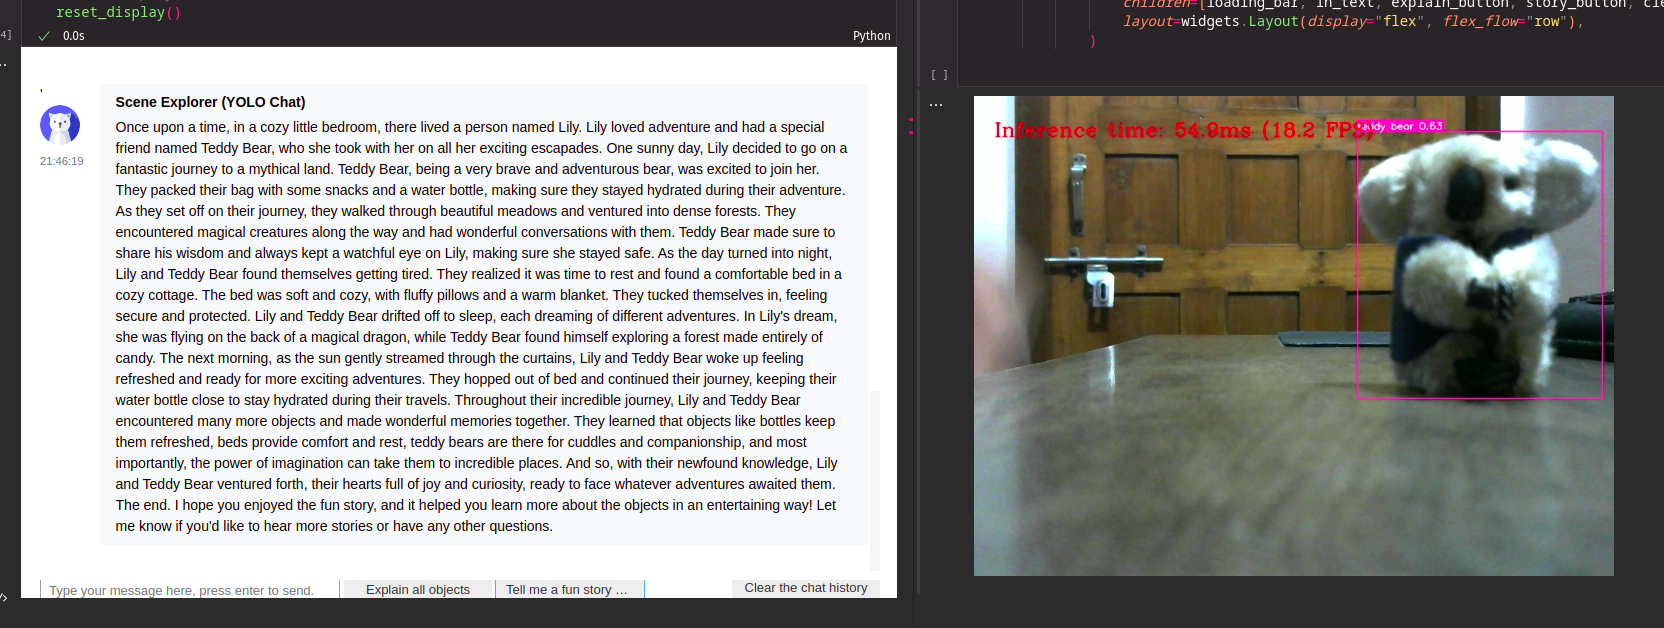 reset_display()
4]
0.0s
Python
Scene Explorer (YOLO Chat)
21:46:19
Once upon a time, in a cozy little bedroom, there lived a person named Lily. Lily loved adventure and had a special
friend named Teddy Bear, who she took with her on all her exciting escapades. One sunny day, Lily decided to go on a
fantastic journey to a mythical land. Teddy Bear, being a very brave and adventurous bear, was excited to join her.
They packed their bag with some snacks and a water bottle, making sure they stayed hydrated during their adventure.
As they set off on their journey, they walked through beautiful meadows and ventured into dense forests. They
encountered magical creatures along the way and had wonderful conversations with them. Teddy Bear made sure to
share his wisdom and always kept a watchful eye on Lily, making sure she stayed safe. As the day turned into night,
Lily and Teddy Bear found themselves getting tired. They realized it was time to rest and found a comfortable bed in a
cozy cottage. The bed was soft and cozy, with fluffy pillows and a warm blanket. They tucked themselves in, feeling
secure and protected. Lily and Teddy Bear drifted off to sleep, each dreaming of different adventures. In Lily's dream,
she was flying on the back of a magical dragon, while Teddy Bear found himself exploring a forest made entirely of
candy. The next morning, as the sun gently streamed through the curtains, Lily and Teddy Bear woke up feeling
refreshed and ready for more exciting adventures. They hopped out of bed and continued their journey, keeping their
water bottle close to stay hydrated during their travels. Throughout their incredible journey, Lily and Teddy Bear
encountered many more objects and made wonderful memories together. They learned that objects like bottles keep
them refreshed, beds provide comfort and rest, teddy bears are there for cuddles and companionship, and most
importantly, the power of imagination can take them to incredible places. And so, with their newfound knowledge, Lily
and Teddy Bear ventured forth, their hearts full of joy and curiosity, ready to face whatever adventures awaited them.
The end. I hope you enjoyed the fun story, and it helped you learn more about the objects in an entertaining way! Let
me know if you'd like to hear more stories or have any other questions.
Type your message here, press enter to send.
Explain all objects
Tell me a fun story ...
Clear the chat history
children=[loading_bar, in_text, explain_button, story_button, cle
layout=widgets.Layout(display="flex", flex_flow="row"),
)
[ ]
Inference time: 54.9ms (18.2 FPS)
teddy bear 0.63